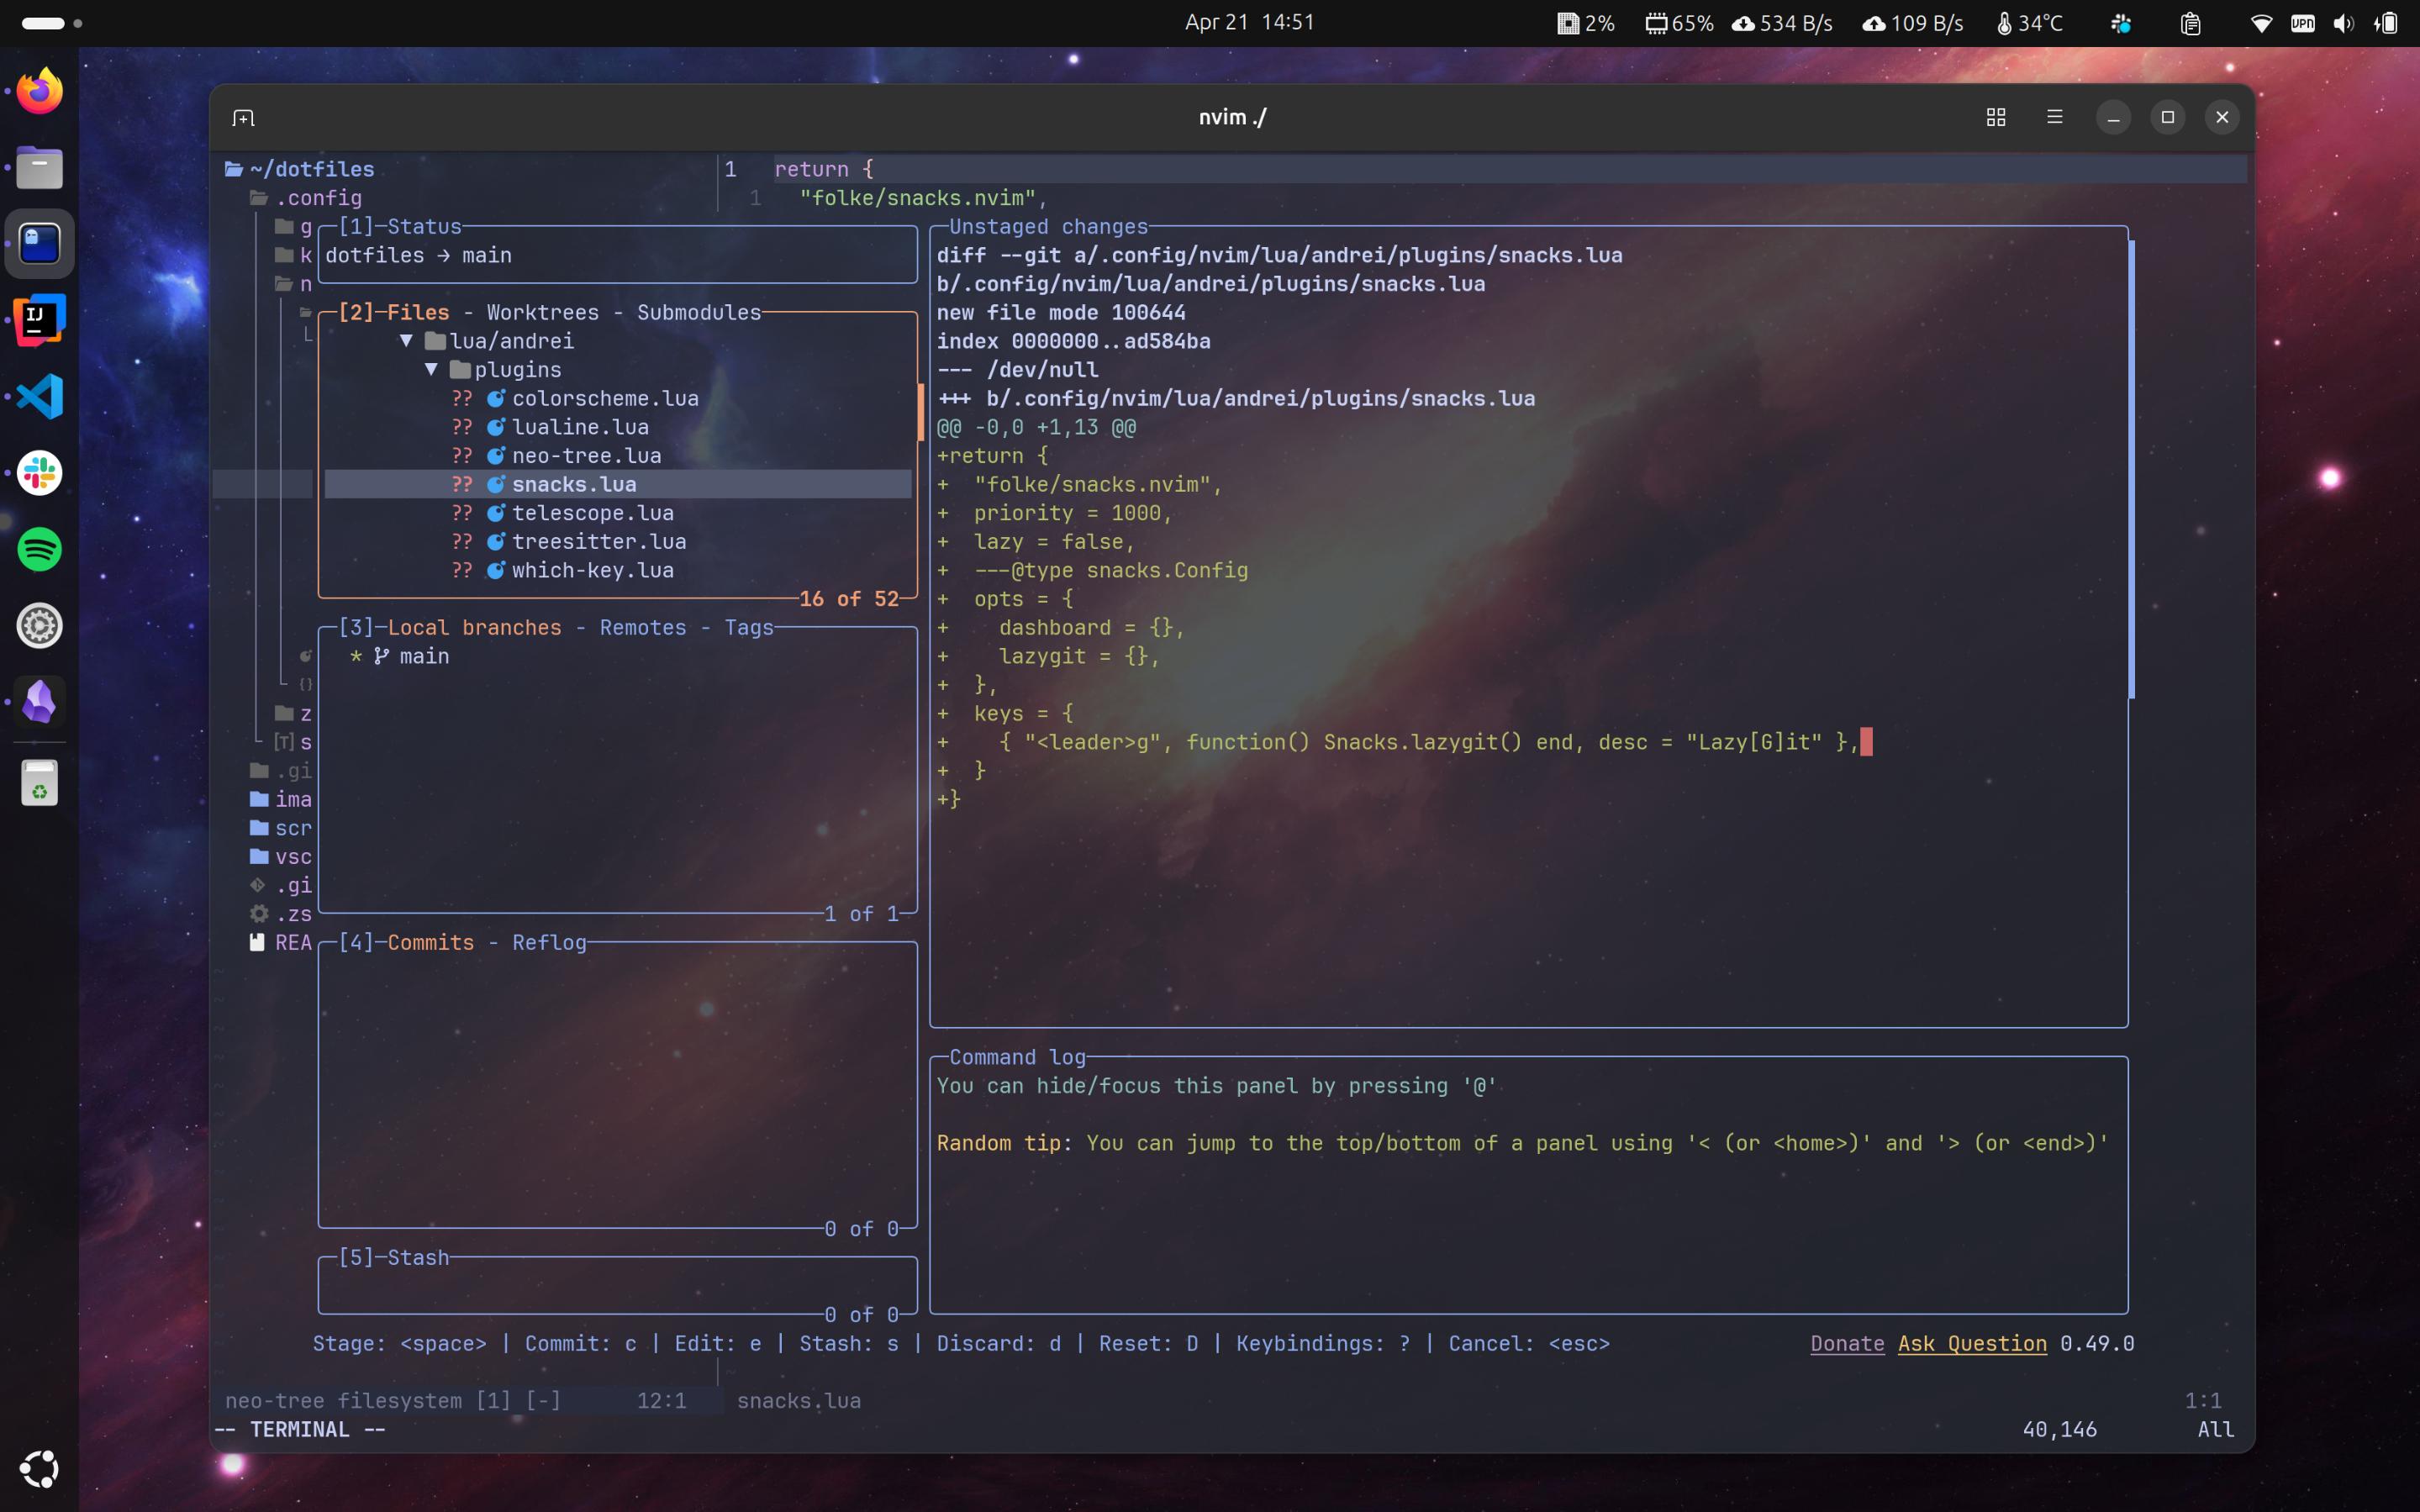 Apr 21 14:51
2% 65% 534 B/s 109 B/s 34°C VPN
nvim ./
IJ
~/dotfiles
.config
g
k
n
z
[T] s
.gi
ima
scr
vsc
.gi
.zs
REA
1 return {
1 "folke/snacks.nvim",
[1]─Status
dotfiles → main
[2]─Files - Worktrees - Submodules
▼ lua/andrei
▼ plugins
?? colorscheme.lua
?? lualine.lua
?? neo-tree.lua
?? snacks.lua
?? telescope.lua
?? treesitter.lua
?? which-key.lua
16 of 52
[3]─Local branches - Remotes - Tags
* main
1 of 1
[4]─Commits - Reflog
0 of 0
[5]─Stash
0 of 0
Unstaged changes
diff --git a/.config/nvim/lua/andrei/plugins/snacks.lua
b/.config/nvim/lua/andrei/plugins/snacks.lua
new file mode 100644
index 0000000..ad584ba
--- /dev/null
+++ b/.config/nvim/lua/andrei/plugins/snacks.lua
@@ -0,0 +1,13 @@
+return {
+  "folke/snacks.nvim",
+  priority = 1000,
+  lazy = false,
+  ---@type snacks.Config
+  opts = {
+    dashboard = {},
+    lazygit = {},
+  },
+  keys = {
+    { "<leader>g", function() Snacks.lazygit() end, desc = "Lazy[G]it" },
+  }
+}
Command log
You can hide/focus this panel by pressing '@'
Random tip: You can jump to the top/bottom of a panel using '< (or <home>)' and '> (or <end>)'
Stage: <space> | Commit: c | Edit: e | Stash: s | Discard: d | Reset: D | Keybindings: ? | Cancel: <esc> Donate Ask Question 0.49.0
neo-tree filesystem [1] [-] 12:1 snacks.lua 1:1
-- TERMINAL -- 40,146 All